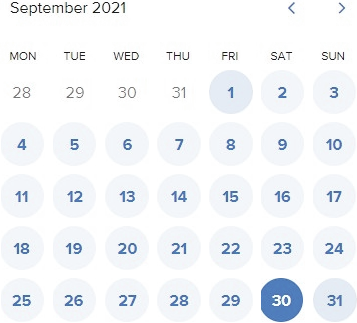 September 2021
MON TUE WED THU FRI SAT SUN
28 29 30 31 1 2 3
4 5 6 7 8 9 10
11 12 13 14 15 16 17
18 19 20 21 22 23 24
25 26 27 28 29 30 31